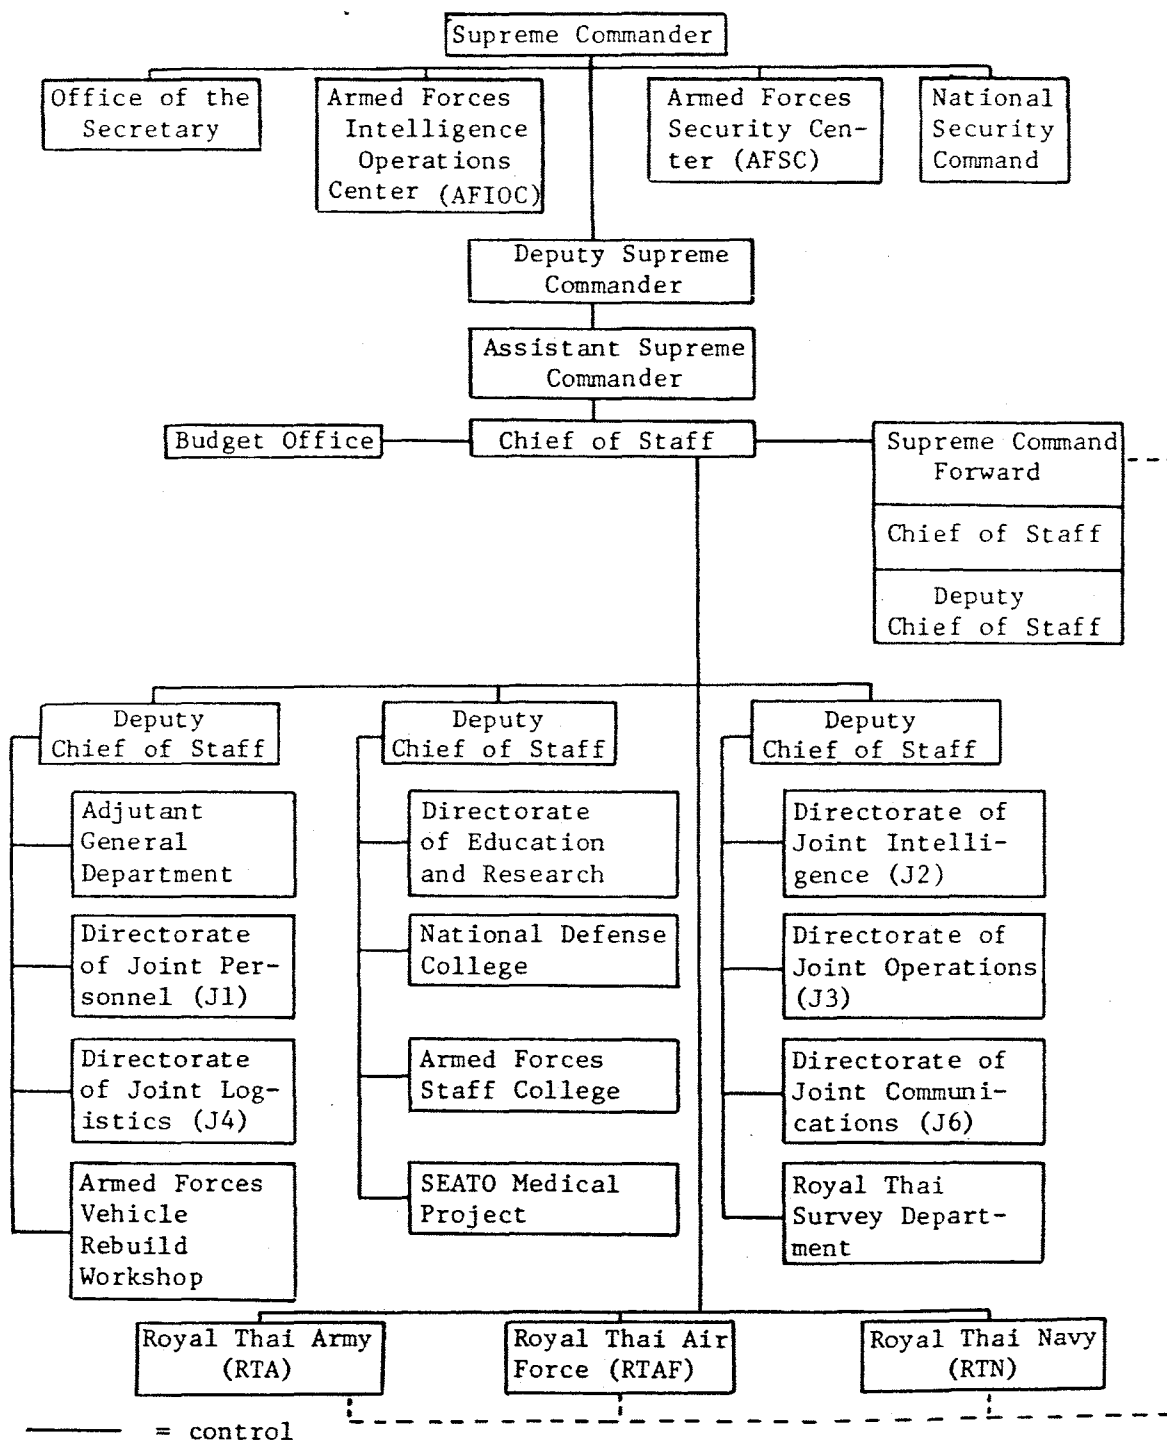 Supreme Commander
Office of the
Secretary
Armed Forces
Intelligence
Operations
Center (AFIOC)
Armed Forces
Security Cen-
ter (AFSC)
National
Security
Command
Deputy Supreme
Commander
Assistant Supreme
Commander
Budget Office
Chief of Staff
Supreme Command
Forward
Chief of Staff
Deputy
Chief of Staff
Deputy
Chief of Staff
Adjutant
General
Department
Directorate
of Joint Per-
sonnel (J1)
Directorate
of Joint Log-
istics (J4)
Armed Forces
Vehicle
Rebuild
Workshop
Deputy
Chief of Staff
Directorate
of Education
and Research
National Defense
College
Armed Forces
Staff College
SEATO Medical
Project
Deputy
Chief of Staff
Directorate of
Joint Intelli-
gence (J2)
Directorate of
Joint Operations
(J3)
Directorate of
Joint Communi-
cations (J6)
Royal Thai
Survey Depart-
ment
Royal Thai Army
(RTA)
Royal Thai Air
Force (RTAF)
Royal Thai Navy
(RTN)
= control